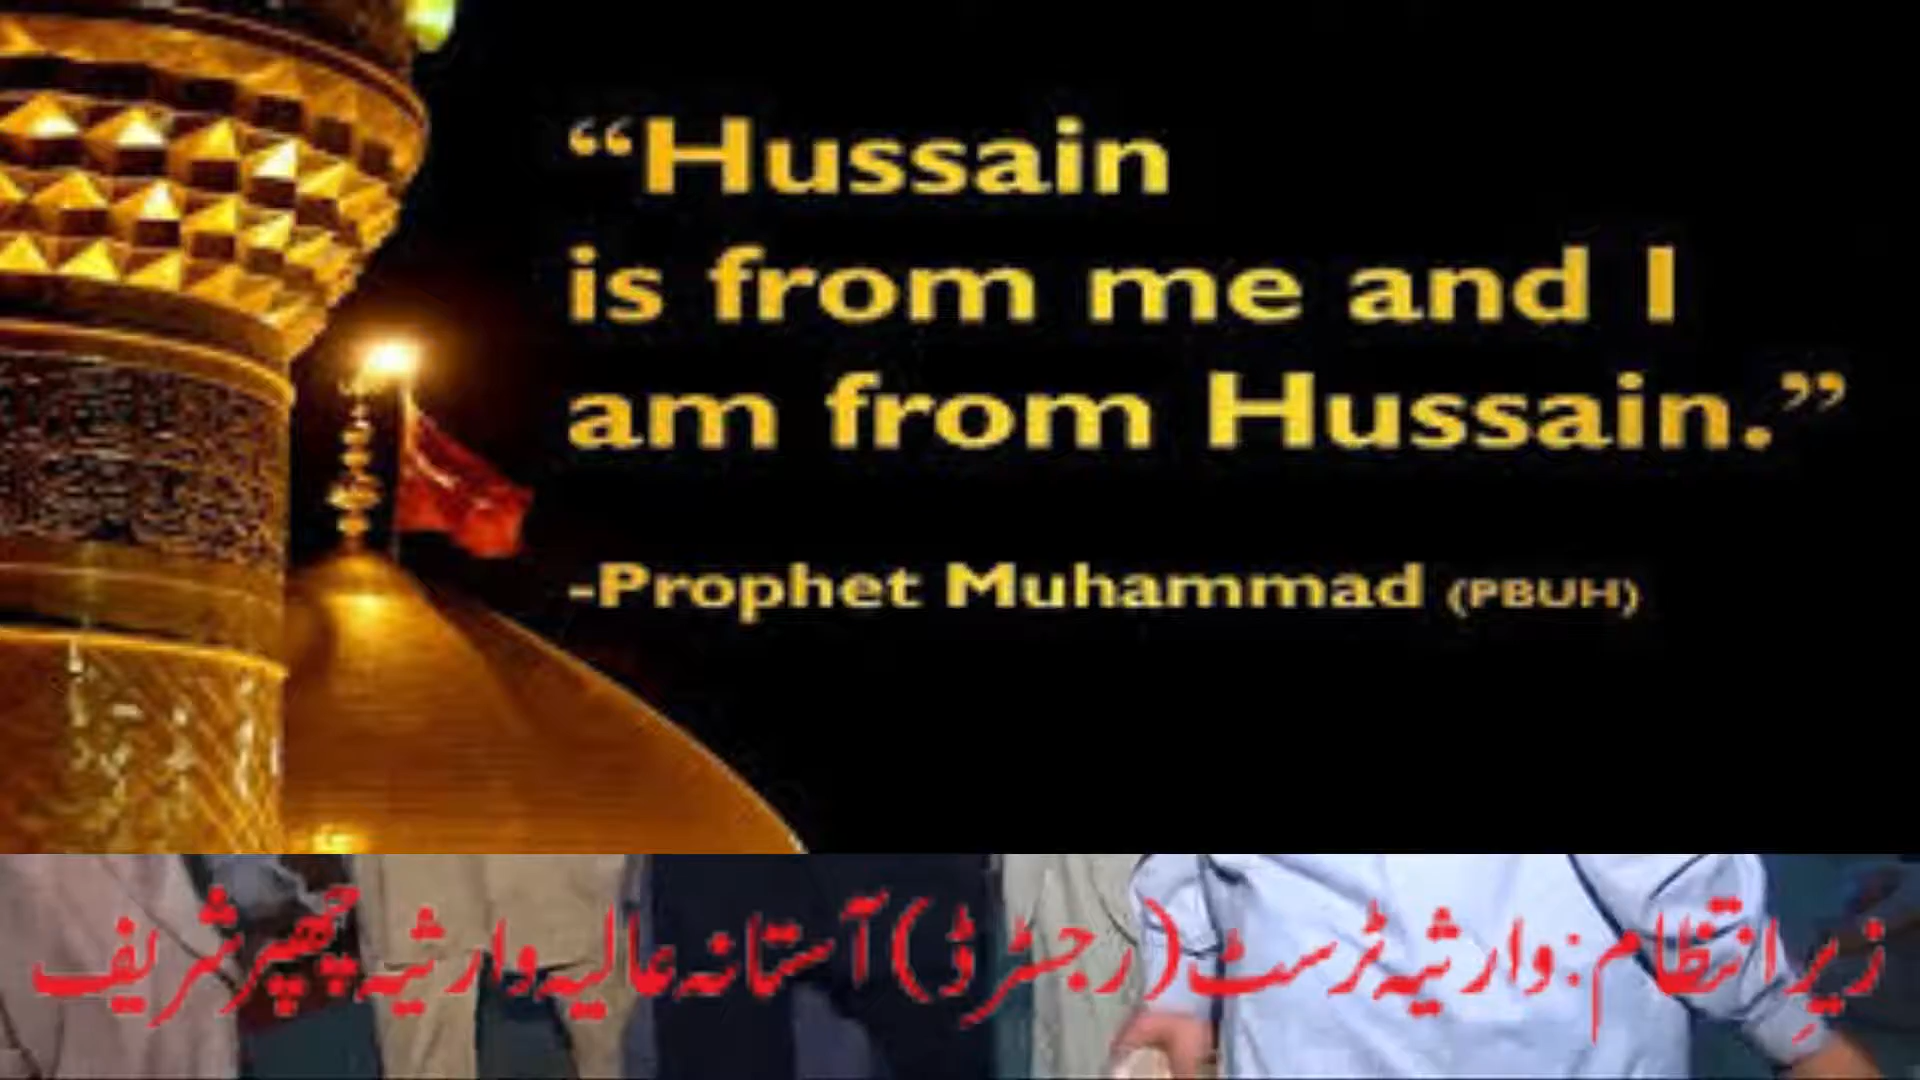 “Hussain
is from me and I
am from Hussain.”
-Prophet Muhammad (PBUH)
زیرِ انتظام: وارثیہ ٹرسٹ (رجسٹرڈ) آستانہ عالیہ وارثیہ چھپر شریف